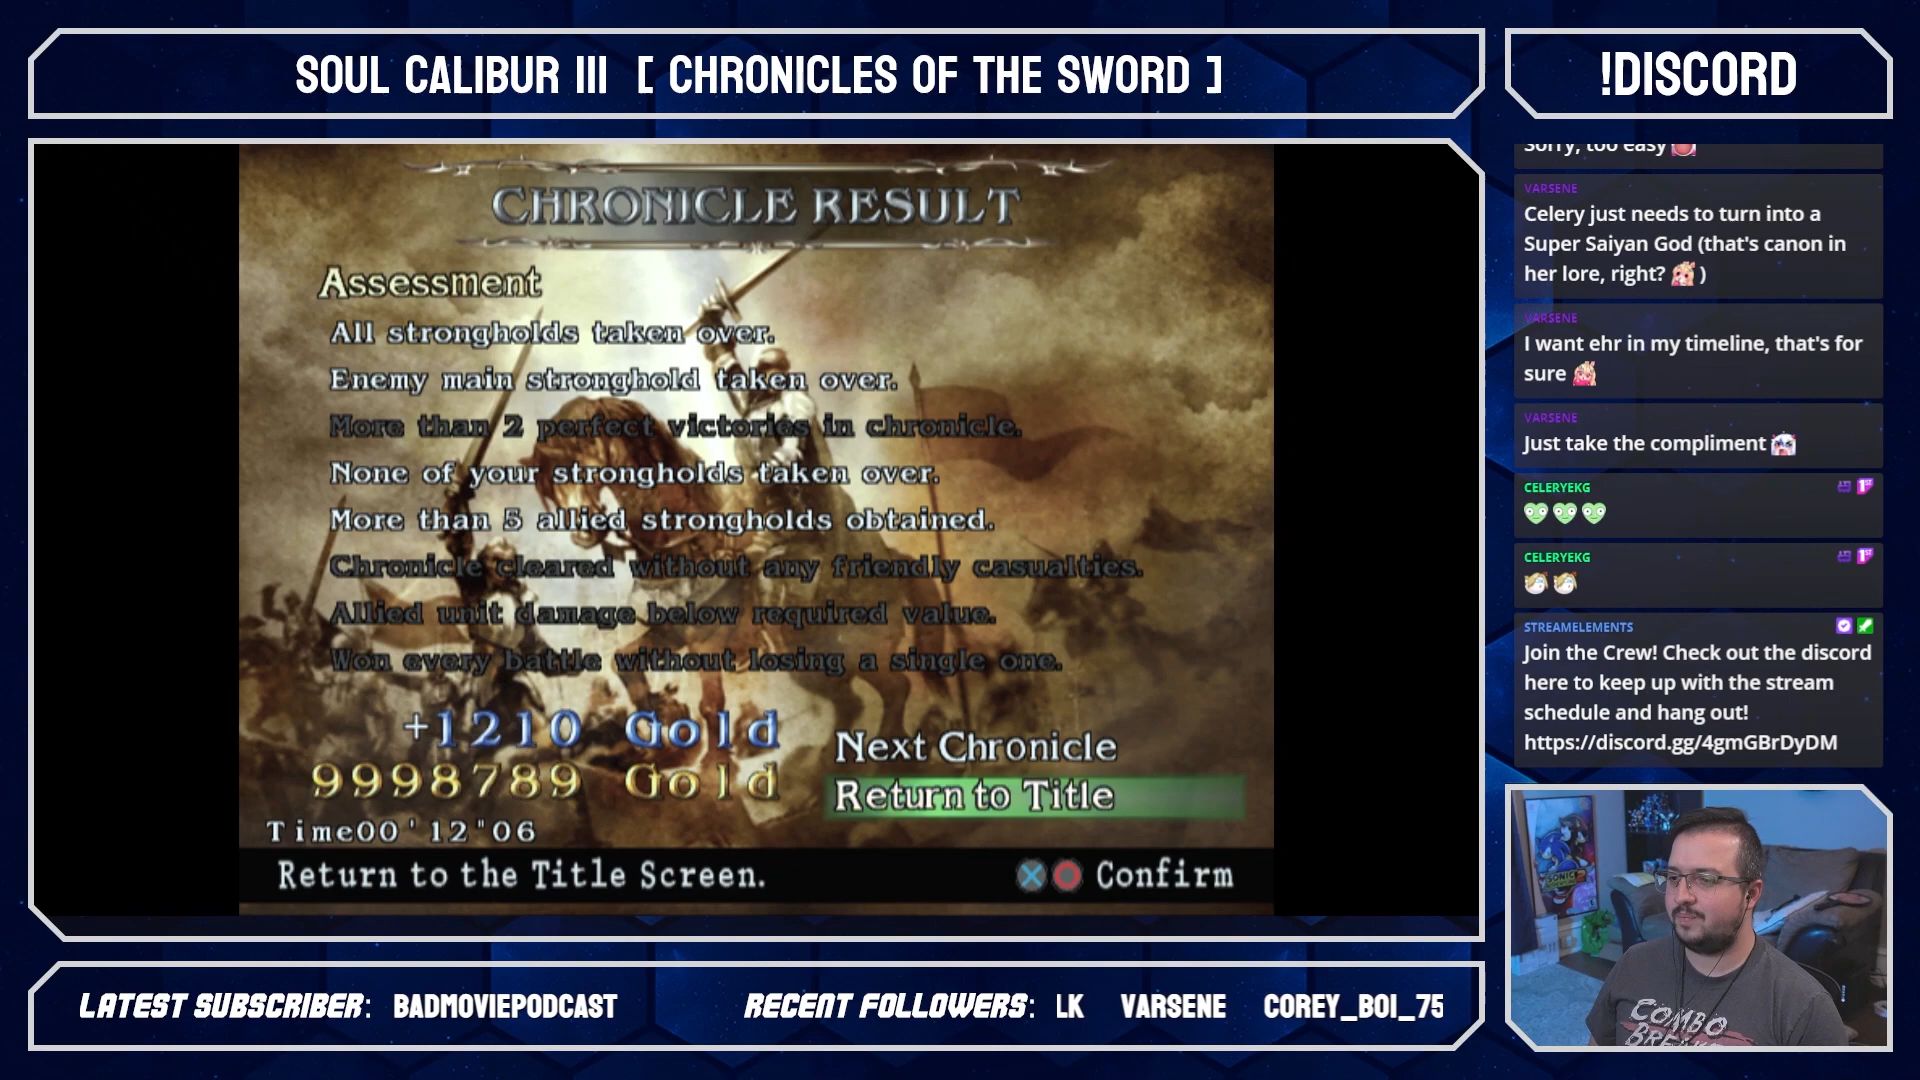 SOUL CALIBUR III [ CHRONICLES OF THE SWORD ]
!DISCORD
CHRONICLE RESULT
Assessment
All strongholds taken over.
Enemy main stronghold taken over.
More than 2 perfect victories in chronicle.
None of your strongholds taken over.
More than 5 allied strongholds obtained.
Chronicle cleared without any friendly casualties.
Allied unit damage below required value.
Won every battle without losing a single one.
+1210 Gold
9998789 Gold
Time00'12"06
Next Chronicle
Return to Title
Return to the Title Screen.
Confirm
Sorry, too easy
VARSENE
Celery just needs to turn into a
Super Saiyan God (that's canon in
her lore, right? )
VARSENE
I want ehr in my timeline, that's for
sure
VARSENE
Just take the compliment
CELERYEKG
CELERYEKG
STREAMELEMENTS
Join the Crew! Check out the discord
here to keep up with the stream
schedule and hang out!
https://discord.gg/4gmGBrDyDM
SONIC
COMBO
BREAKER
LATEST SUBSCRIBER: BADMOVIEPODCAST
RECENT FOLLOWERS: LK VARSENE COREY_BOI_75